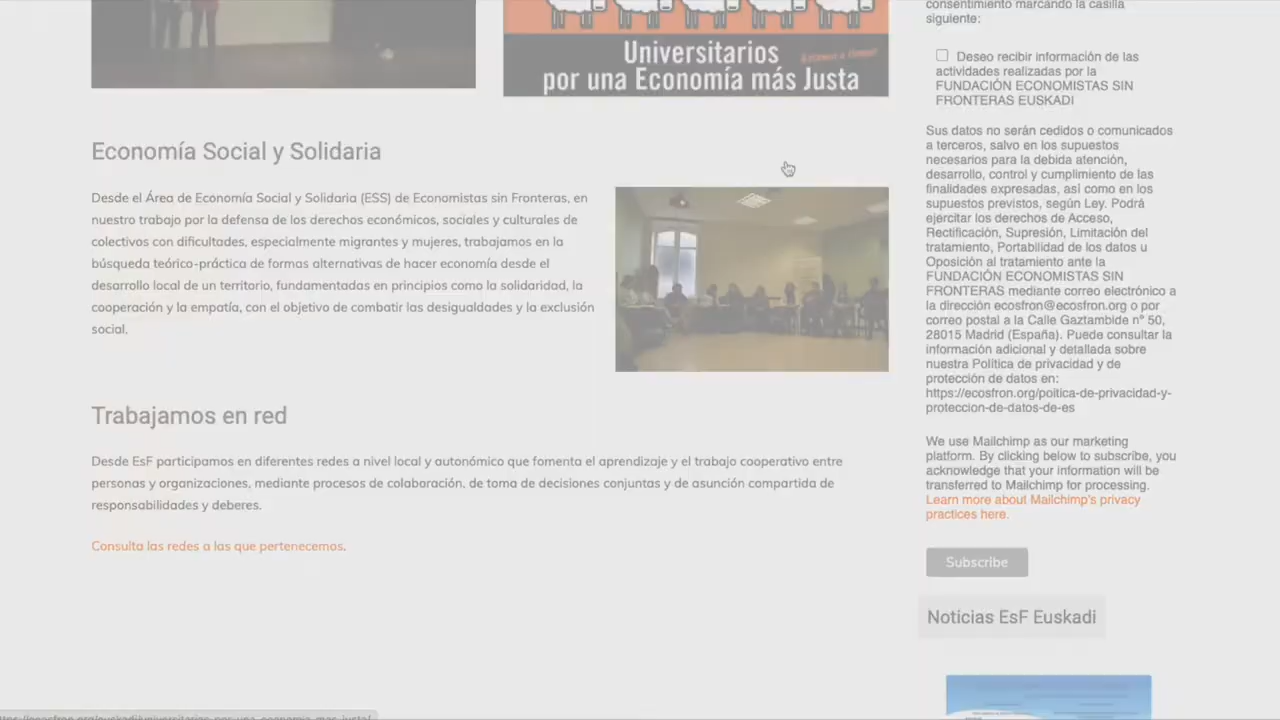 Universitarios
por una Economía más Justa
Economía Social y Solidaria
Desde el Área de Economía Social y Solidaria (ESS) de Economistas sin Fronteras, en
nuestro trabajo por la defensa de los derechos económicos, sociales y culturales de
colectivos con dificultades, especialmente migrantes y mujeres, trabajamos en la
búsqueda teórico-práctica de formas alternativas de hacer economía desde el
desarrollo local de un territorio, fundamentadas en principios como la solidaridad, la
cooperación y la empatía, con el objetivo de combatir las desigualdades y la exclusión
social.
Trabajamos en red
Desde EsF participamos en diferentes redes a nivel local y autonómico que fomenta el aprendizaje y el trabajo cooperativo entre
personas y organizaciones, mediante procesos de colaboración, de toma de decisiones conjuntas y de asunción compartida de
responsabilidades y deberes.
Consulta las redes a las que pertenecemos.
consentimiento marcando la casilla
siguiente:
Deseo recibir información de las
actividades realizadas por la
FUNDACIÓN ECONOMISTAS SIN
FRONTERAS EUSKADI
Sus datos no serán cedidos o comunicados
a terceros, salvo en los supuestos
necesarios para la debida atención,
desarrollo, control y cumplimiento de las
finalidades expresadas, así como en los
supuestos previstos, según Ley. Podrá
ejercitar los derechos de Acceso,
Rectificación, Supresión, Limitación del
tratamiento, Portabilidad de los datos u
Oposición al tratamiento ante la
FUNDACIÓN ECONOMISTAS SIN
FRONTERAS mediante correo electrónico a
la dirección ecosfron@ecosfron.org o por
correo postal a la Calle Gaztambide nº 50,
28015 Madrid (España). Puede consultar la
información adicional y detallada sobre
nuestra Política de privacidad y de
protección de datos en:
https://ecosfron.org/poitica-de-privacidad-y-
proteccion-de-datos-de-es
We use Mailchimp as our marketing
platform. By clicking below to subscribe, you
acknowledge that your information will be
transferred to Mailchimp for processing.
Learn more about Mailchimp's privacy
practices here.
Subscribe
Noticias EsF Euskadi